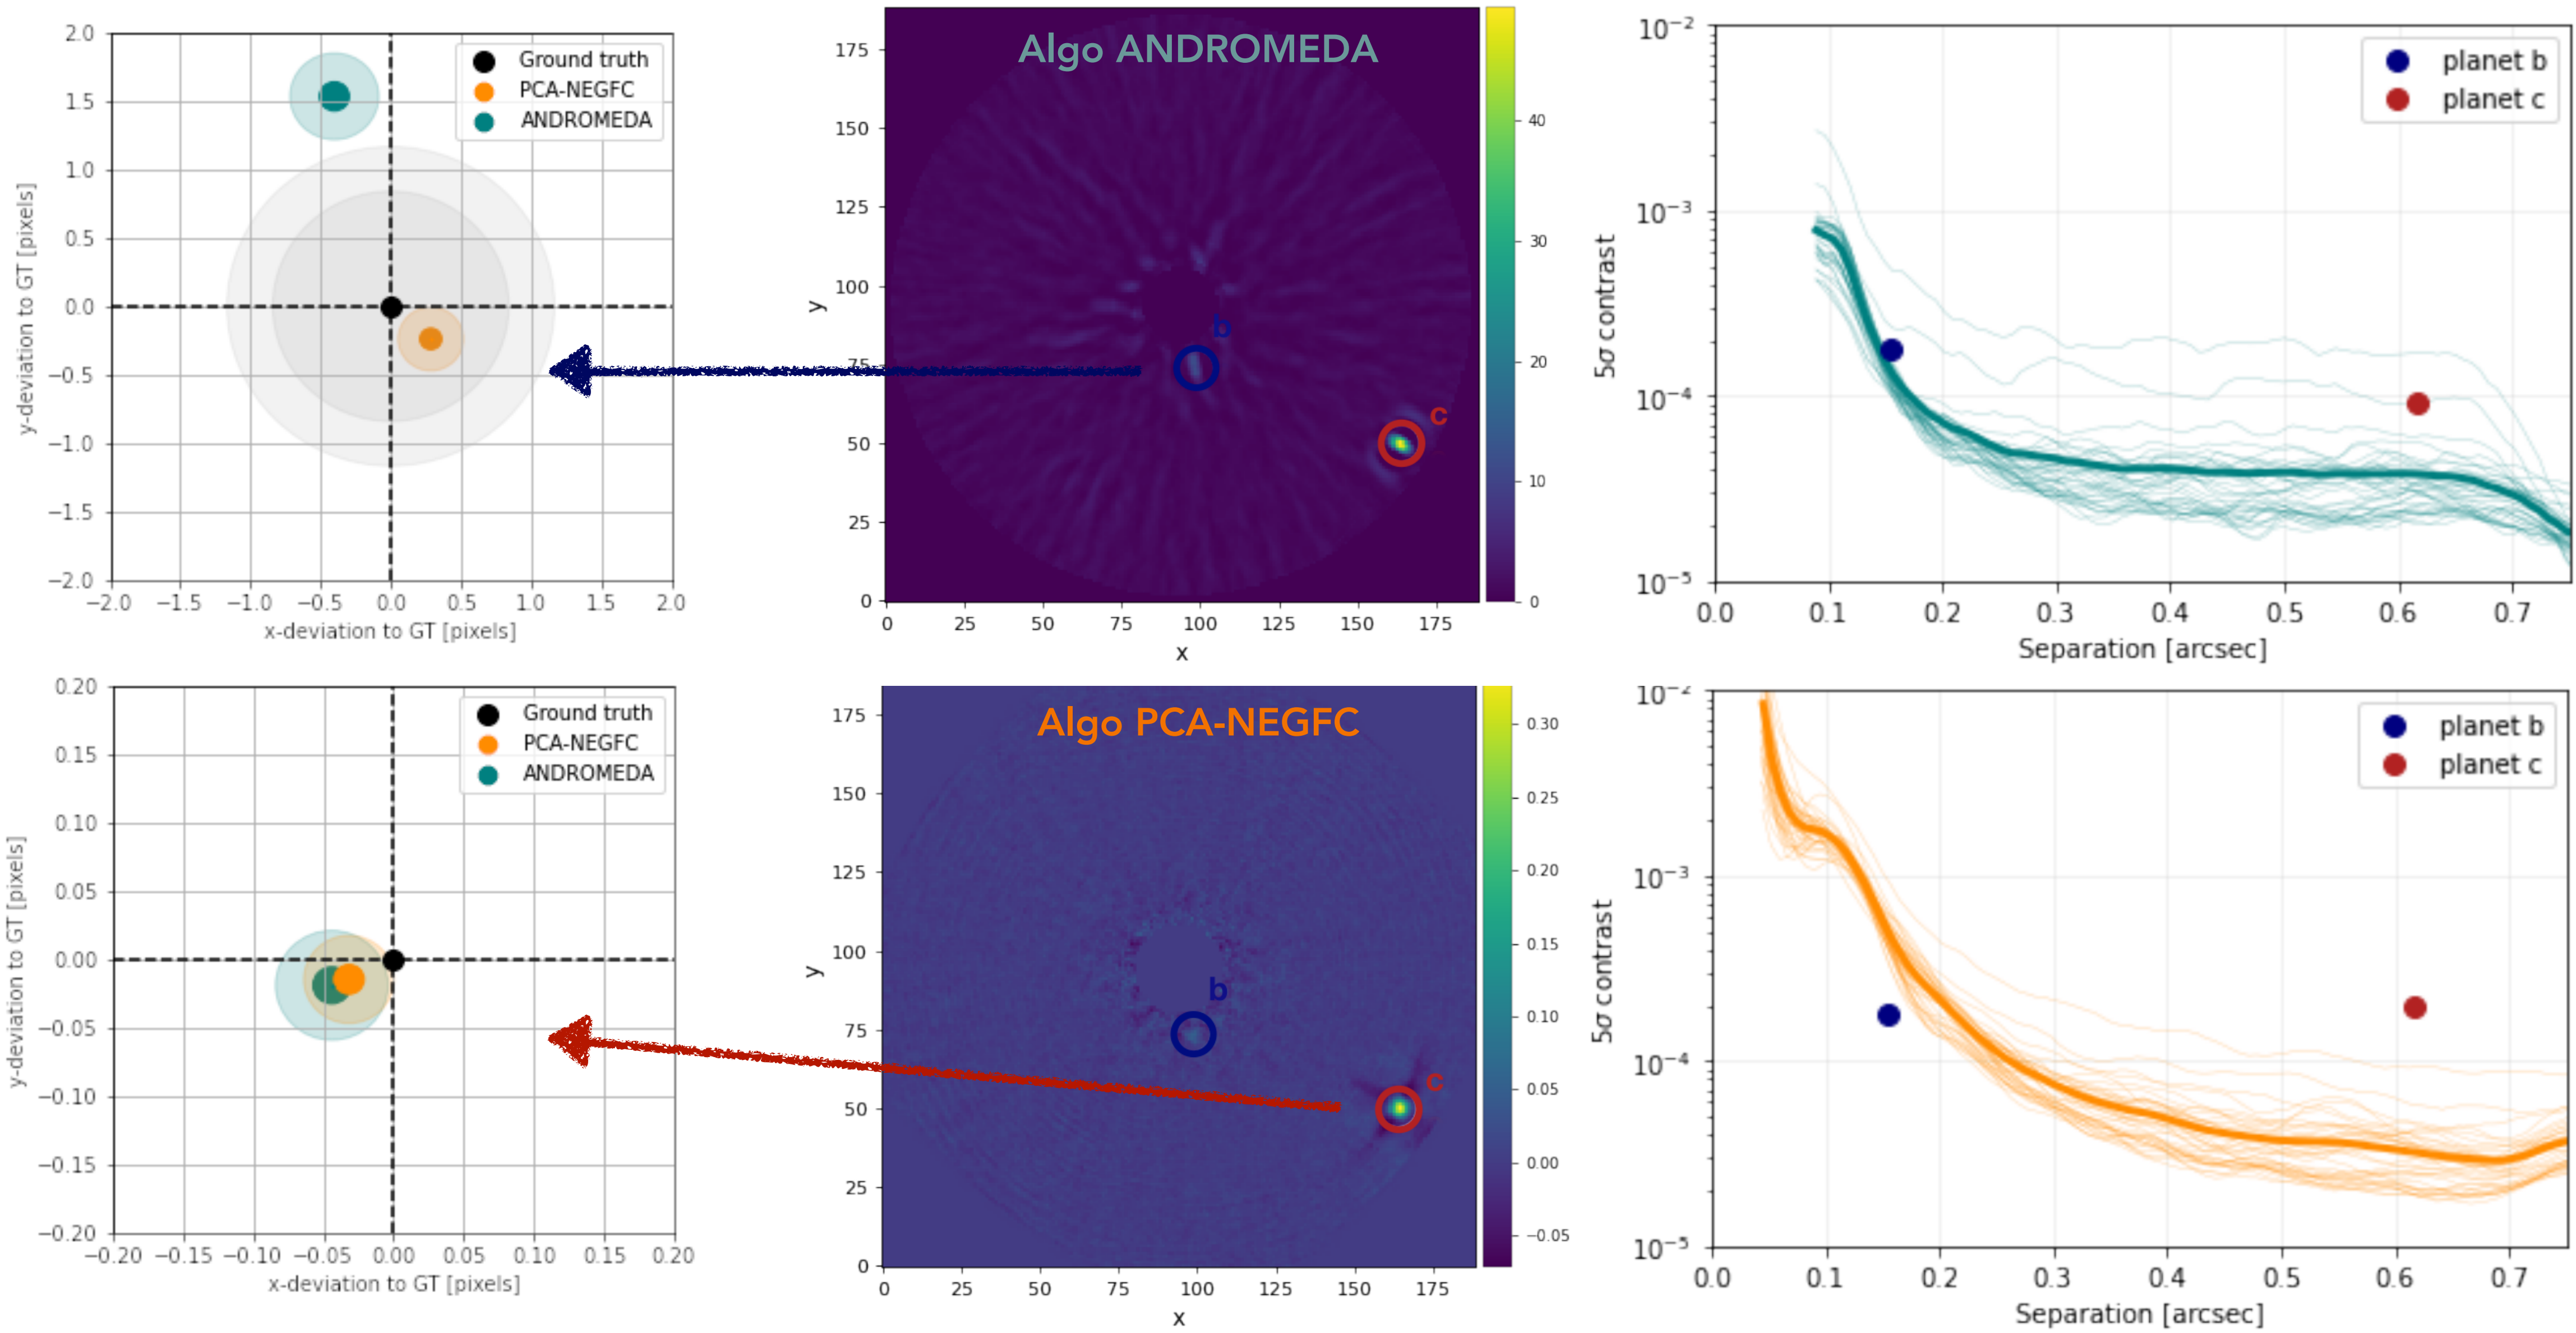 2.0
1.5
1.0
0.5
0.0
−0.5
−1.0
−1.5
−2.0
−2.0 −1.5 −1.0 −0.5 0.0 0.5 1.0 1.5 2.0
y-deviation to GT [pixels]
x-deviation to GT [pixels]
Ground truth
PCA-NEGFC
ANDROMEDA
Algo ANDROMEDA
175
150
125
100
75
50
25
0
0 25 50 75 100 125 150 175
y
x
b
c
40
30
20
10
0
10⁻²
10⁻³
10⁻⁴
10⁻⁵
0.0 0.1 0.2 0.3 0.4 0.5 0.6 0.7
5σ contrast
Separation [arcsec]
planet b
planet c
0.20
0.15
0.10
0.05
0.00
−0.05
−0.10
−0.15
−0.20
−0.20 −0.15 −0.10 −0.05 0.00 0.05 0.10 0.15 0.20
y-deviation to GT [pixels]
x-deviation to GT [pixels]
Ground truth
PCA-NEGFC
ANDROMEDA
Algo PCA-NEGFC
175
150
125
100
75
50
25
0
0 25 50 75 100 125 150 175
y
x
b
c
0.30
0.25
0.20
0.15
0.10
0.05
0.00
−0.05
10⁻²
10⁻³
10⁻⁴
10⁻⁵
0.0 0.1 0.2 0.3 0.4 0.5 0.6 0.7
5σ contrast
Separation [arcsec]
planet b
planet c